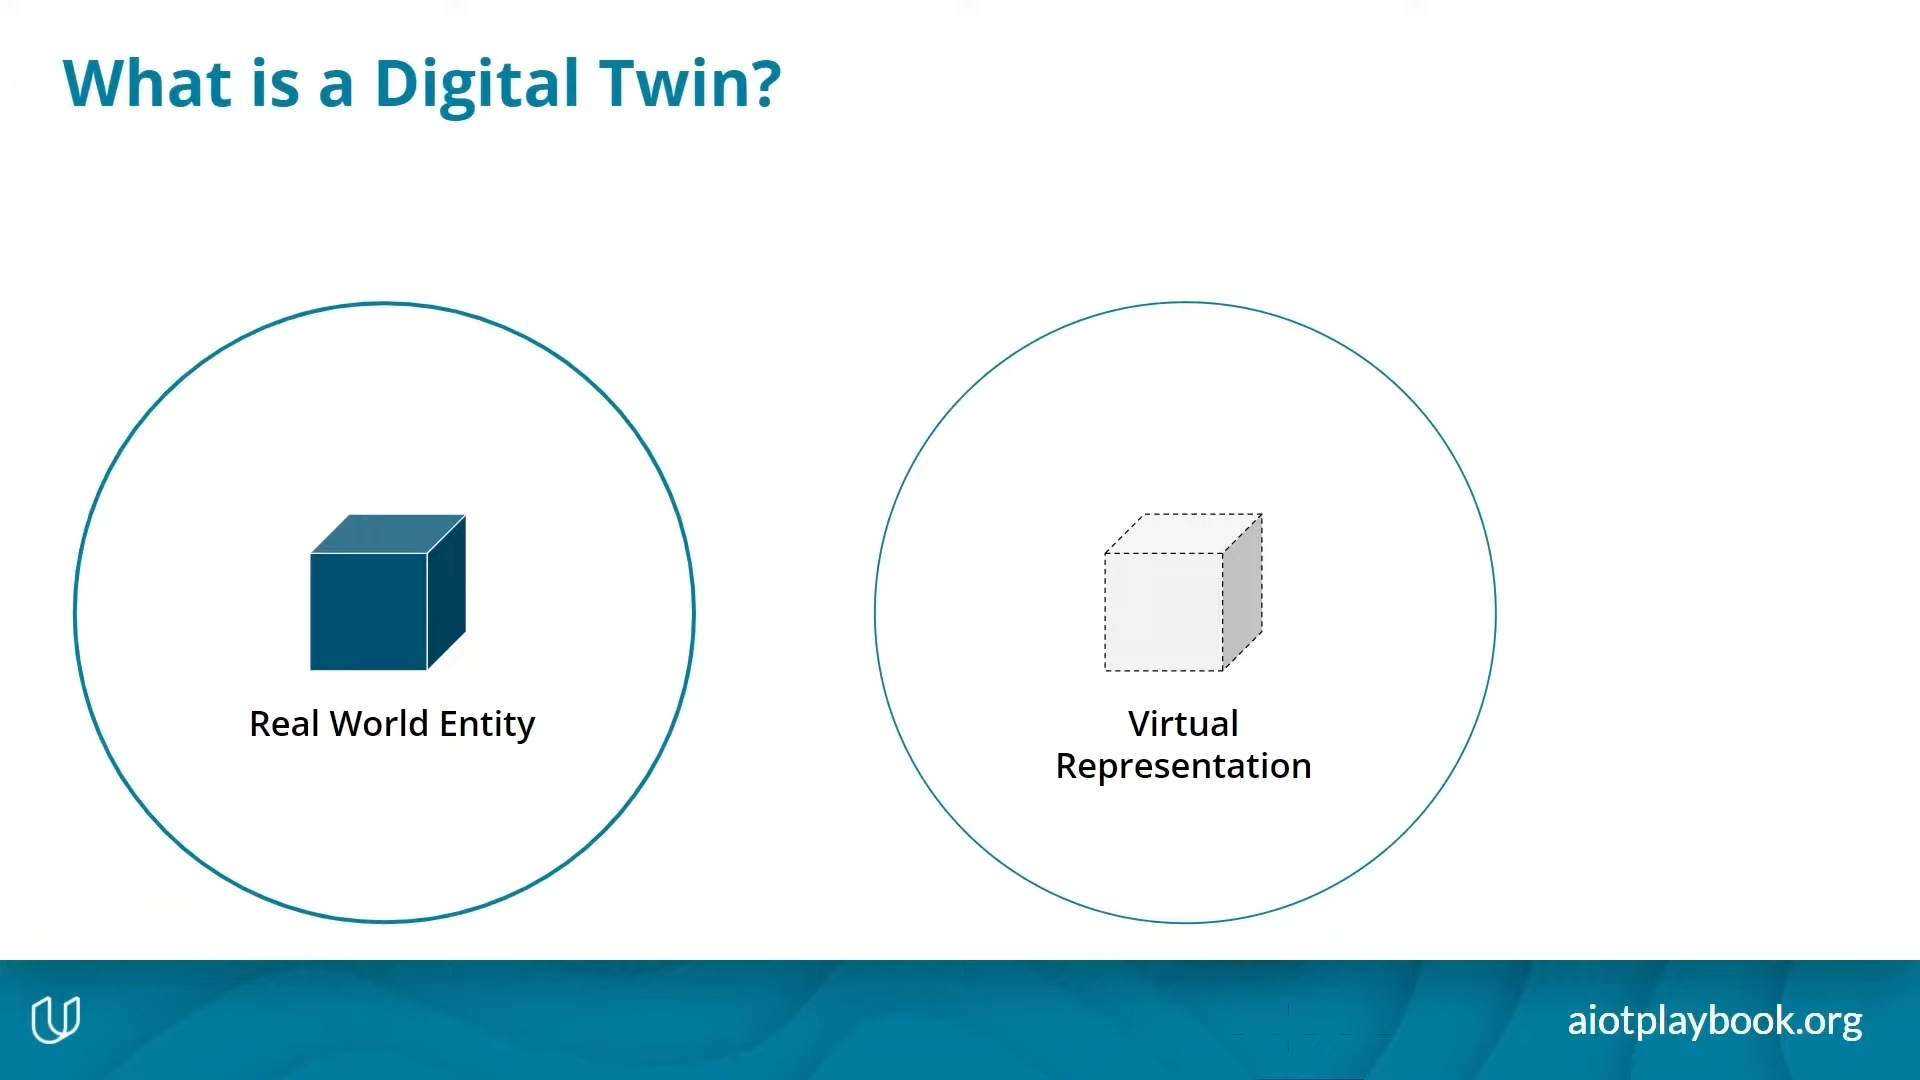 What is a Digital Twin?
Real World Entity
Virtual
Representation
aiotplaybook.org